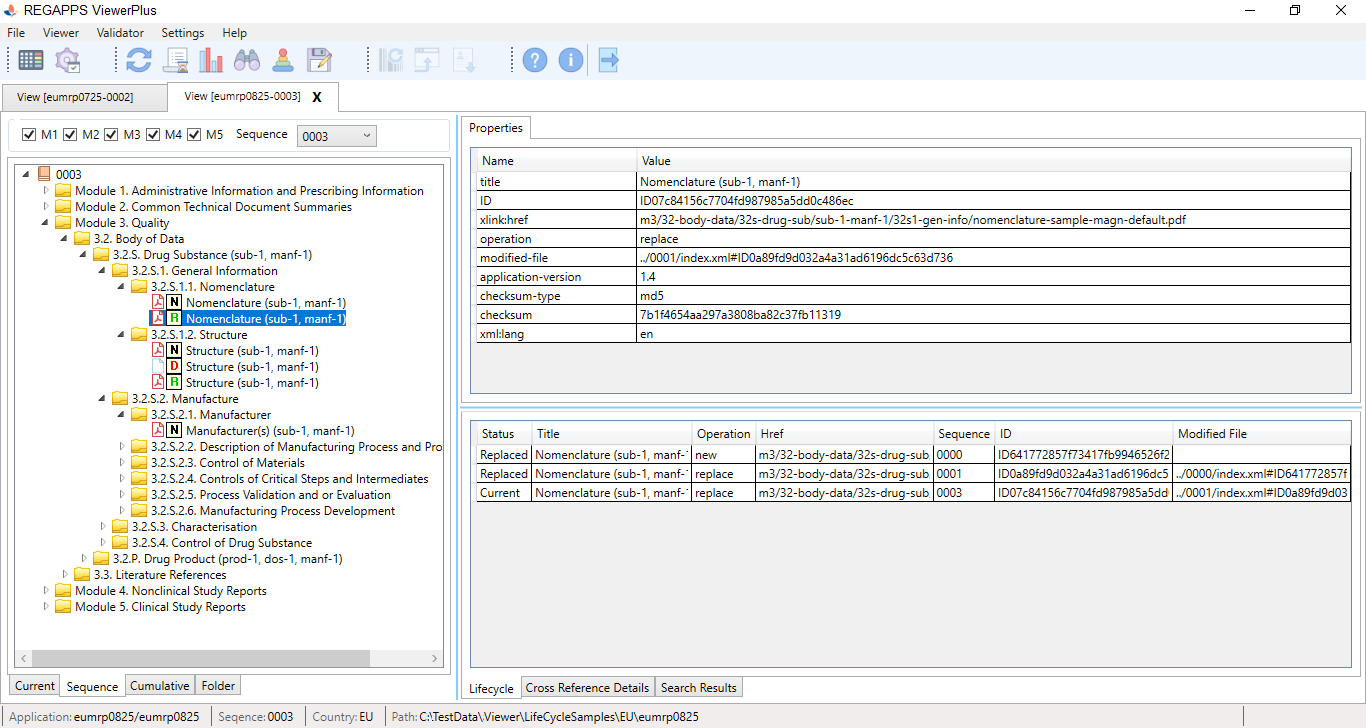 REGAPPS ViewerPlus
File Viewer Validator Settings Help
View [eumrp0725-0002] View [eumrp0825-0003] X
M1 M2 M3 M4 M5 Sequence 0003
0003
Module 1. Administrative Information and Prescribing Information
Module 2. Common Technical Document Summaries
Module 3. Quality
3.2. Body of Data
3.2.S. Drug Substance (sub-1, manf-1)
3.2.S.1. General Information
3.2.S.1.1. Nomenclature
N Nomenclature (sub-1, manf-1)
R Nomenclature (sub-1, manf-1)
3.2.S.1.2. Structure
N Structure (sub-1, manf-1)
D Structure (sub-1, manf-1)
R Structure (sub-1, manf-1)
3.2.S.2. Manufacture
3.2.S.2.1. Manufacturer
N Manufacturer(s) (sub-1, manf-1)
3.2.S.2.2. Description of Manufacturing Process and Pro
3.2.S.2.3. Control of Materials
3.2.S.2.4. Controls of Critical Steps and Intermediates
3.2.S.2.5. Process Validation and or Evaluation
3.2.S.2.6. Manufacturing Process Development
3.2.S.3. Characterisation
3.2.S.4. Control of Drug Substance
3.2.P. Drug Product (prod-1, dos-1, manf-1)
3.3. Literature References
Module 4. Nonclinical Study Reports
Module 5. Clinical Study Reports
Current Sequence Cumulative Folder
Properties
Name Value
title Nomenclature (sub-1, manf-1)
ID ID07c84156c7704fd987985a5dd0c486ec
xlink:href m3/32-body-data/32s-drug-sub/sub-1-manf-1/32s1-gen-info/nomenclature-sample-magn-default.pdf
operation replace
modified-file ../0001/index.xml#ID0a89fd9d032a4a31ad6196dc5c63d736
application-version 1.4
checksum-type md5
checksum 7b1f4654aa297a3808ba82c37fb11319
xml:lang en
Status Title Operation Href Sequence ID Modified File
Replaced Nomenclature (sub-1, manf- new m3/32-body-data/32s-drug-sub 0000 ID641772857f73417fb9946526f2
Replaced Nomenclature (sub-1, manf- replace m3/32-body-data/32s-drug-sub 0001 ID0a89fd9d032a4a31ad6196dc5 ../0000/index.xml#ID641772857f
Current Nomenclature (sub-1, manf- replace m3/32-body-data/32s-drug-sub 0003 ID07c84156c7704fd987985a5dd ../0001/index.xml#ID0a89fd9d03
Lifecycle Cross Reference Details Search Results
Application: eumrp0825/eumrp0825 Seqence: 0003 Country: EU Path: C:\TestData\Viewer\LifeCycleSamples\EU\eumrp0825